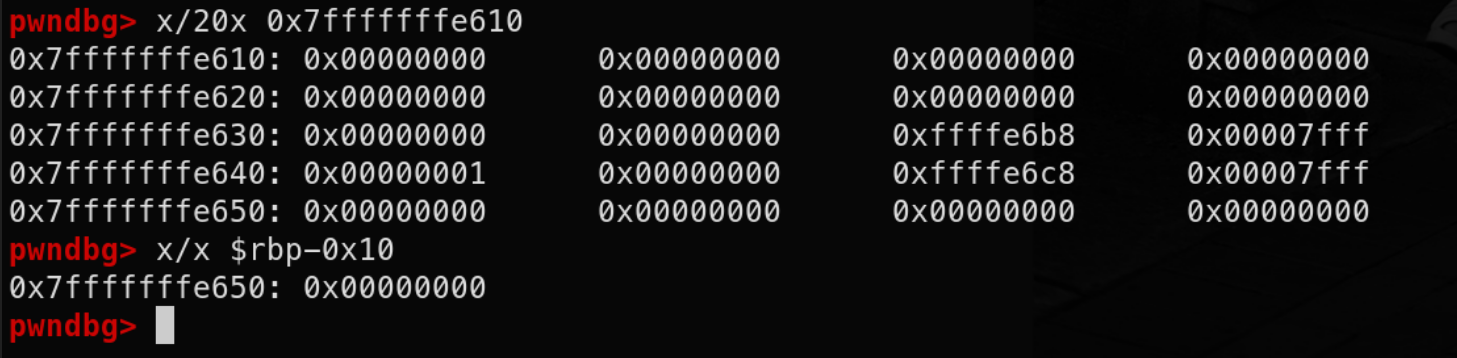 pwndbg> x/20x 0x7fffffffe610
0x7fffffffe610: 0x00000000 0x00000000 0x00000000 0x00000000
0x7fffffffe620: 0x00000000 0x00000000 0x00000000 0x00000000
0x7fffffffe630: 0x00000000 0x00000000 0xffffe6b8 0x00007fff
0x7fffffffe640: 0x00000001 0x00000000 0xffffe6c8 0x00007fff
0x7fffffffe650: 0x00000000 0x00000000 0x00000000 0x00000000
pwndbg> x/x $rbp-0x10
0x7fffffffe650: 0x00000000
pwndbg>